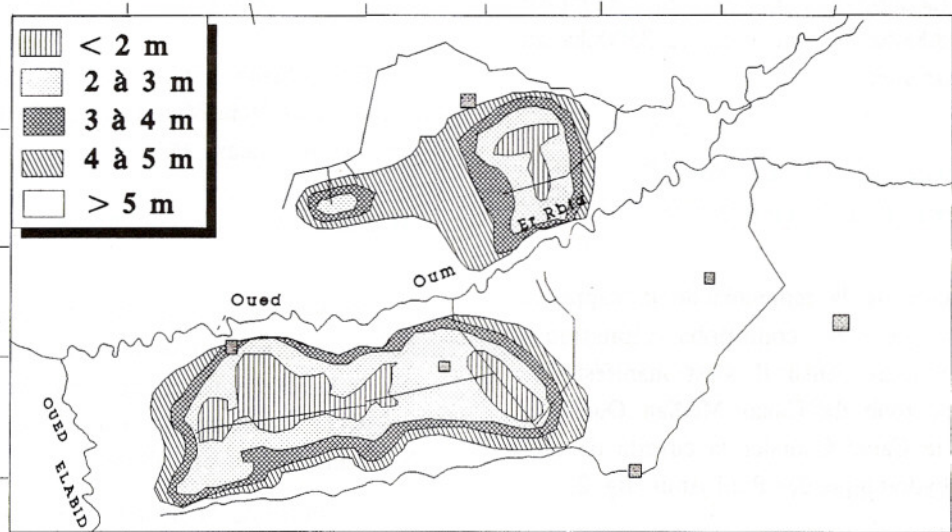 < 2 m
2 à 3 m
3 à 4 m
4 à 5 m
> 5 m
Er Rbia
Oum
Oued
OUED ELABID